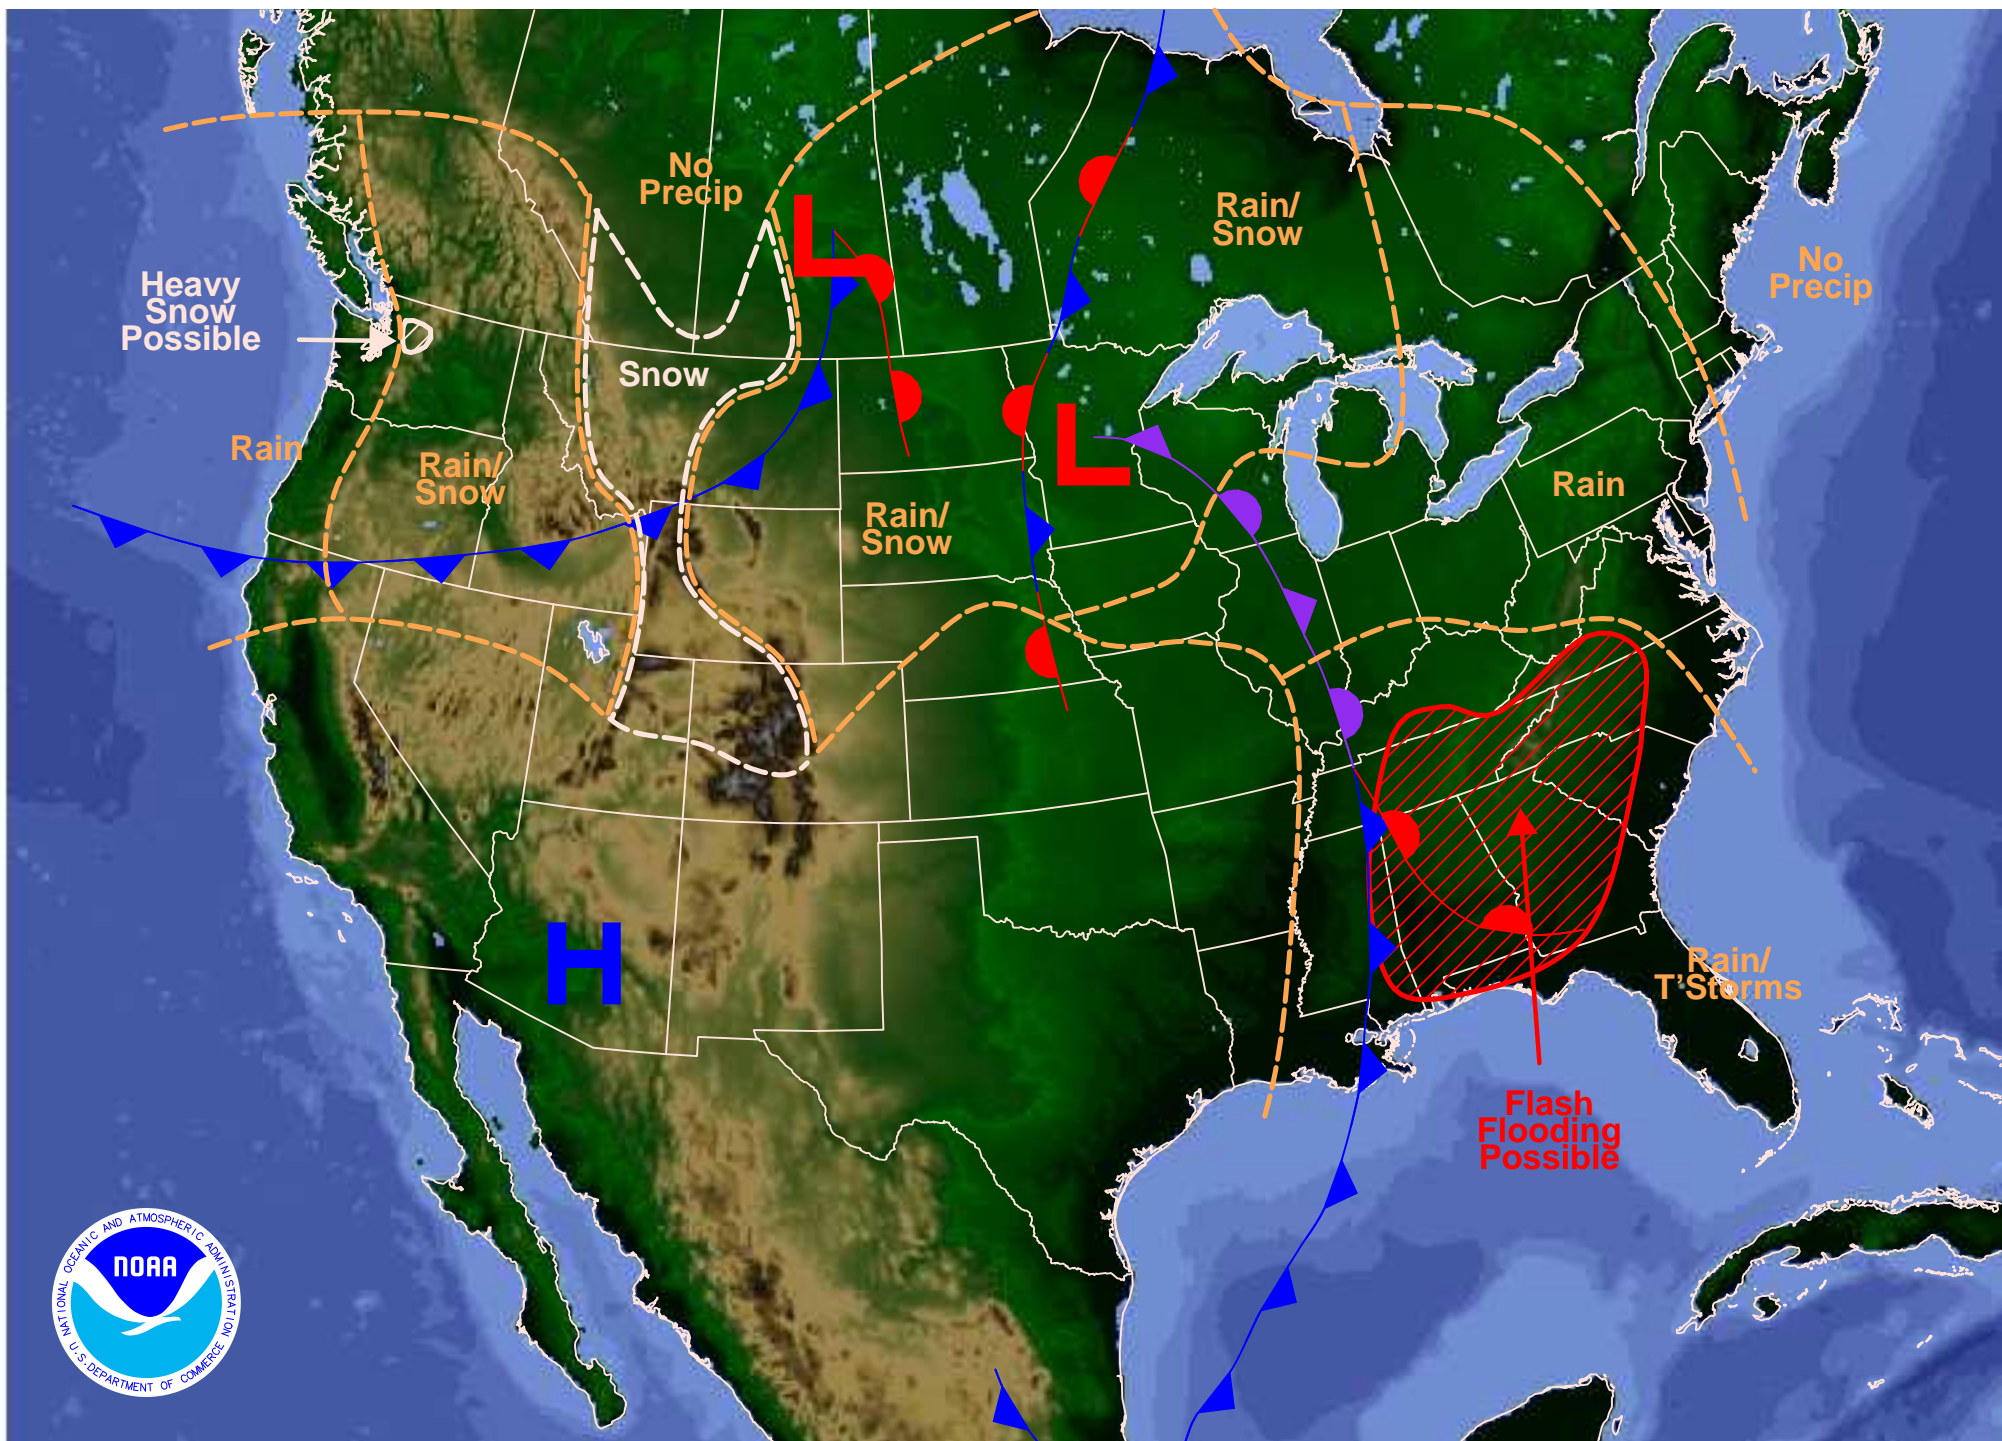 No
Precip
Rain/
Snow
No
Precip
Heavy
Snow
Possible
L
Snow
L
Rain
Rain/
Snow
Rain/
Snow
Rain
H
Rain/
T'Storms
Flash
Flooding
Possible
NATIONAL OCEANIC AND ATMOSPHERIC ADMINISTRATION
NOAA
U.S. DEPARTMENT OF COMMERCE